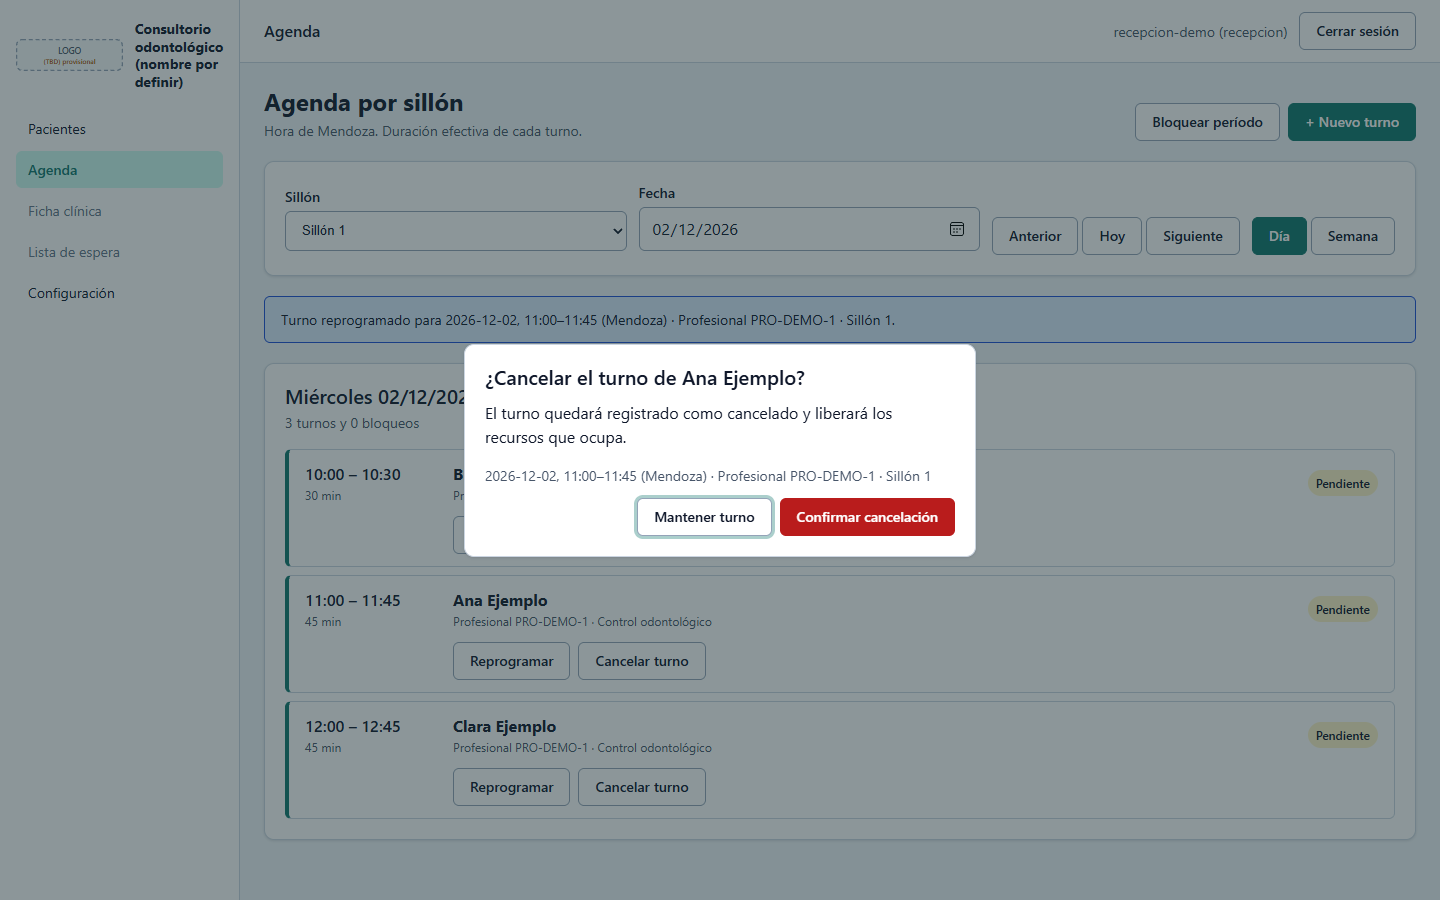 LOGO
(TBD) provisional
Consultorio
odontológico
(nombre por
definir)
Pacientes
Agenda
Ficha clínica
Lista de espera
Configuración
Agenda
recepcion-demo (recepcion)
Cerrar sesión
Agenda por sillón
Hora de Mendoza. Duración efectiva de cada turno.
Bloquear período
+ Nuevo turno
Sillón
Sillón 1
Fecha
02/12/2026
Anterior
Hoy
Siguiente
Día
Semana
Turno reprogramado para 2026-12-02, 11:00–11:45 (Mendoza) · Profesional PRO-DEMO-1 · Sillón 1.
¿Cancelar el turno de Ana Ejemplo?
El turno quedará registrado como cancelado y liberará los
recursos que ocupa.
2026-12-02, 11:00–11:45 (Mendoza) · Profesional PRO-DEMO-1 · Sillón 1
Mantener turno
Confirmar cancelación
Miércoles 02/12/202
3 turnos y 0 bloqueos
10:00 – 10:30
30 min
B
Pr
Pendiente
11:00 – 11:45
45 min
Ana Ejemplo
Profesional PRO-DEMO-1 · Control odontológico
Reprogramar
Cancelar turno
Pendiente
12:00 – 12:45
45 min
Clara Ejemplo
Profesional PRO-DEMO-1 · Control odontológico
Reprogramar
Cancelar turno
Pendiente